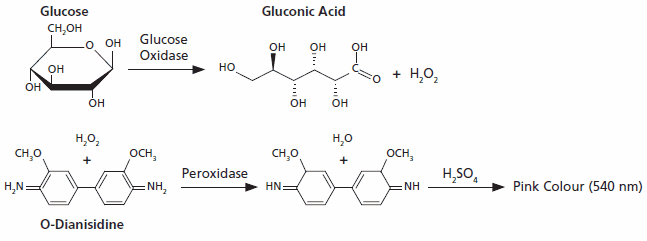 Glucose
Gluconic Acid
CH₂OH
O
OH
OH
OH
OH
Glucose
Oxidase
HO
OH
OH
OH
C
O
OH
OH
+ H₂O₂
H₂O₂
+
CH₃O
OCH₃
H₂N
NH₂
O-Dianisidine
Peroxidase
H₂O
+
CH₃O
OCH₃
HN
NH
H₂SO₄
Pink Colour (540 nm)